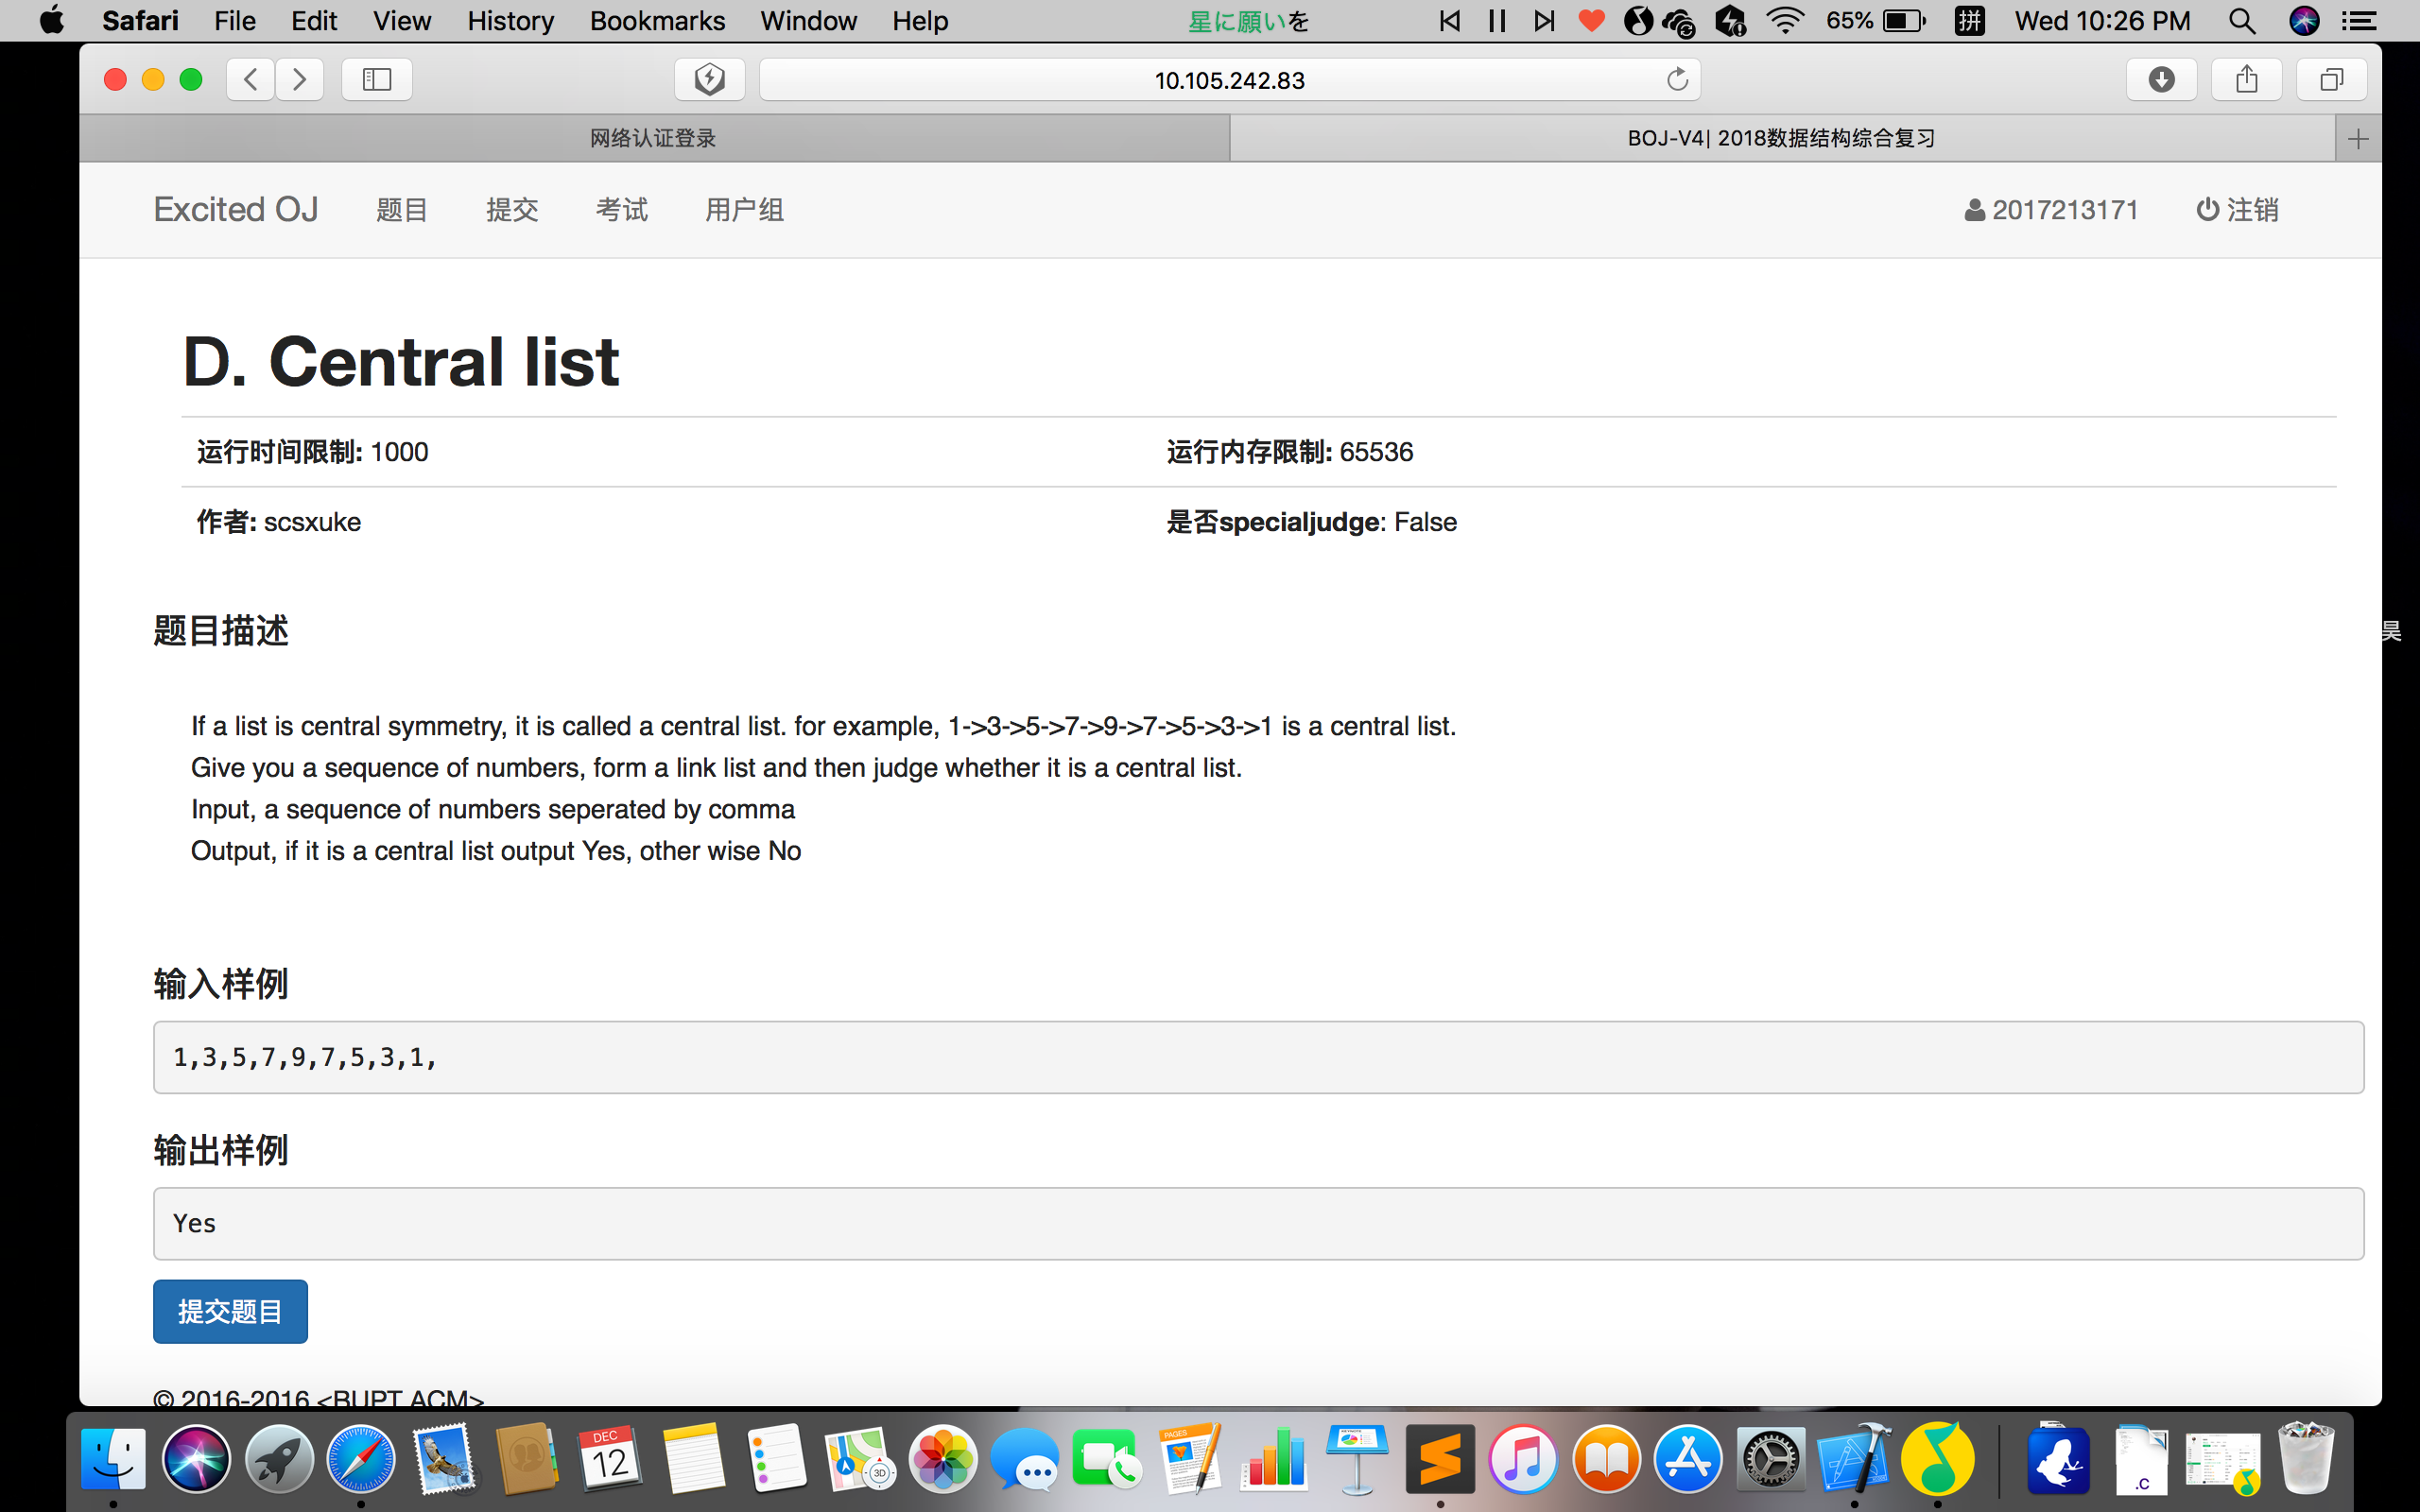 Safari File Edit View History Bookmarks Window Help 星に願いを 65% 拼 Wed 10:26 PM
10.105.242.83
网络认证登录 BOJ-V4| 2018数据结构综合复习
Excited OJ 题目 提交 考试 用户组 2017213171 注销
D. Central list
运行时间限制: 1000 运行内存限制: 65536
作者: scsxuke 是否specialjudge: False
题目描述
昊
If a list is central symmetry, it is called a central list. for example, 1->3->5->7->9->7->5->3->1 is a central list.
Give you a sequence of numbers, form a link list and then judge whether it is a central list.
Input, a sequence of numbers seperated by comma
Output, if it is a central list output Yes, other wise No
输入样例
1,3,5,7,9,7,5,3,1,
输出样例
Yes
提交题目
© 2016-2016 <BUPT ACM>
DEC
12
3D
PAGES
.C